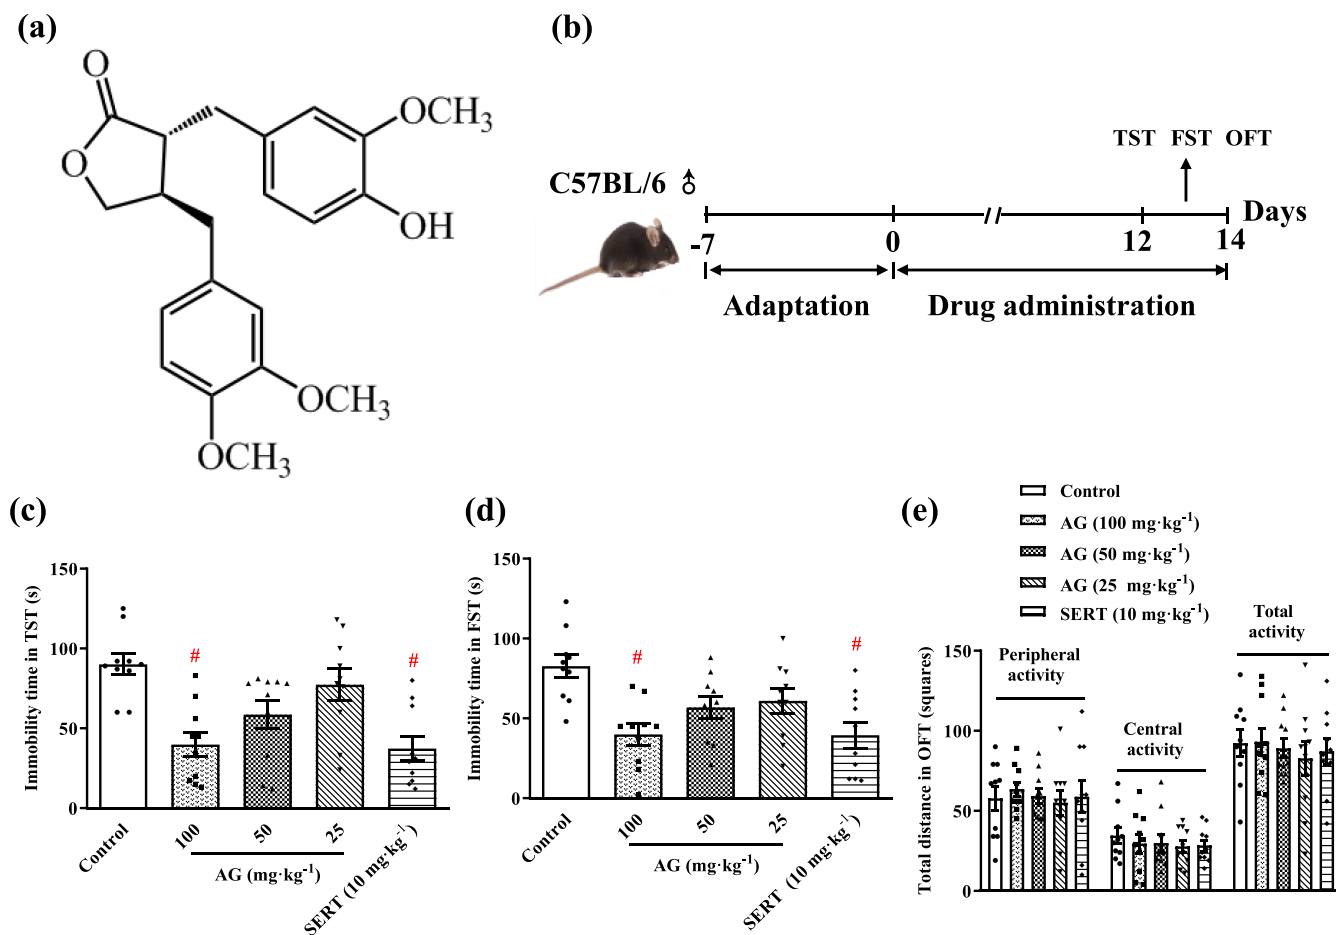 (a)
O
O
OCH3
OH
OCH3
OCH3
(b)
TST FST OFT
C57BL/6 ♂
-7
0
12
14
Days
Adaptation
Drug administration
(c)
Immobility time in TST (s)
150
100
50
0
#
#
Control
100
50
25
AG (mg·kg-1)
SERT (10 mg·kg-1)
(d)
Immobility time in FST (s)
150
100
50
0
#
#
Control
100
50
25
AG (mg·kg-1)
SERT (10 mg·kg-1)
(e)
Control
AG (100 mg·kg-1)
AG (50 mg·kg-1)
AG (25 mg·kg-1)
SERT (10 mg·kg-1)
Total distance in OFT (squares)
150
100
50
0
Peripheral
activity
Central
activity
Total
activity